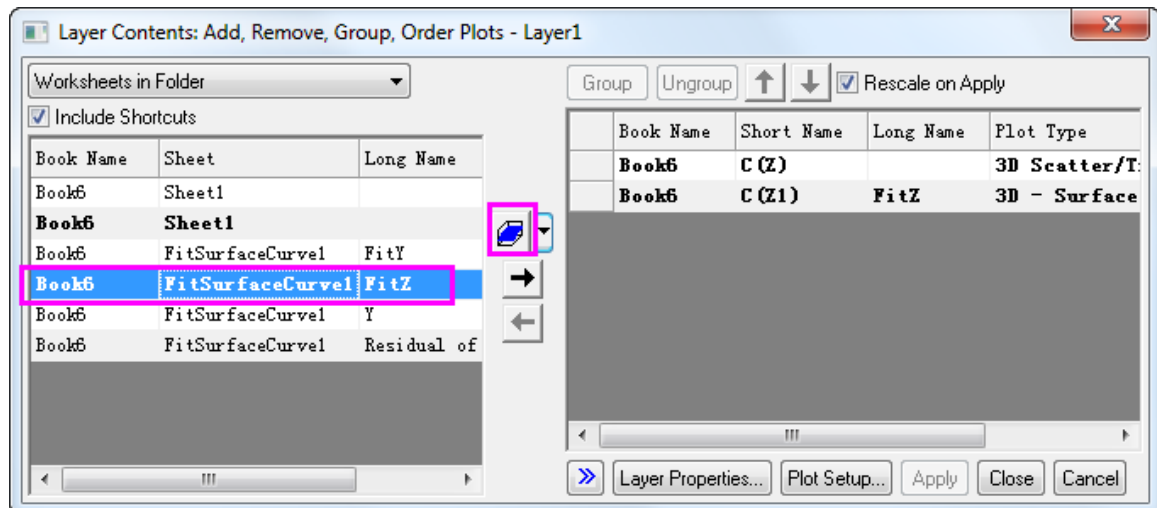 Layer Contents: Add, Remove, Group, Order Plots - Layer1
Worksheets in Folder
Include Shortcuts
Book Name Sheet Long Name
Book6 Sheet1
Book6 Sheet1
Book6 FitSurfaceCurve1 FitY
Book6 FitSurfaceCurve1 FitZ
Book6 FitSurfaceCurve1 Y
Book6 FitSurfaceCurve1 Residual of
Group Ungroup Rescale on Apply
Book Name Short Name Long Name Plot Type
Book6 C(Z) 3D Scatter/T
Book6 C(Z1) FitZ 3D - Surface
Layer Properties... Plot Setup... Apply Close Cancel